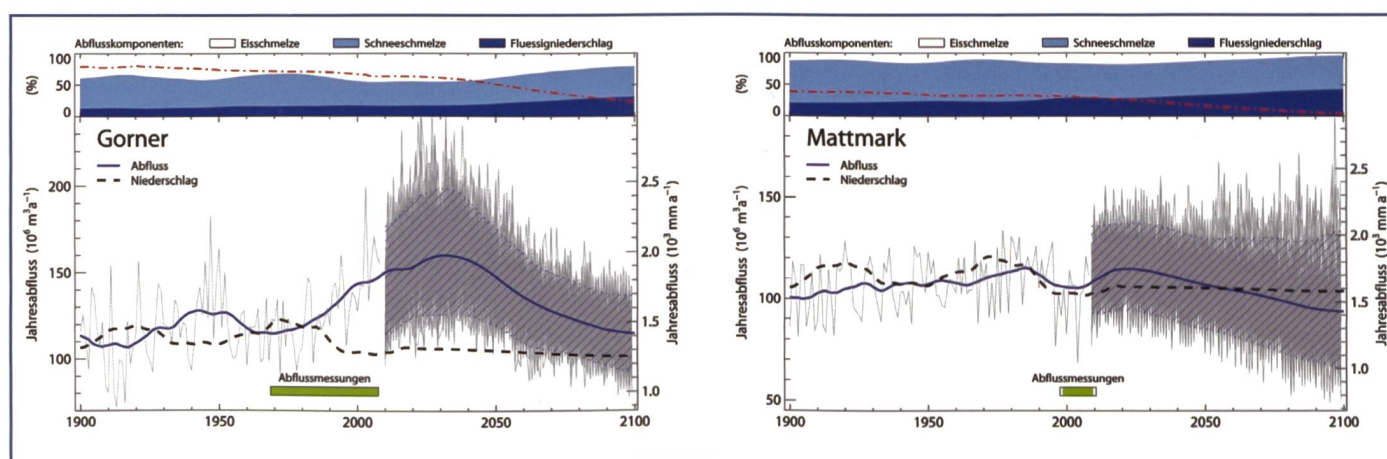 Abflusskomponenten: Eisschmelze Schneeschmelze Fluessigniederschlag
100
50
0
(%)
Gorner
Abfluss
Niederschlag
200
150
100
Jahresabfluss (10⁶ m³a⁻¹)
2.5
2.0
1.5
1.0
Jahresabfluss (10³ mm a⁻¹)
Abflussmessungen
1900 1950 2000 2050 2100
Abflusskomponenten: Eisschmelze Schneeschmelze Fluessigniederschlag
100
50
0
(%)
Mattmark
Abfluss
Niederschlag
150
100
50
Jahresabfluss (10⁶ m³a⁻¹)
2.5
2.0
1.5
1.0
Jahresabfluss (10³ mm a⁻¹)
Abflussmessungen
1900 1950 2000 2050 2100